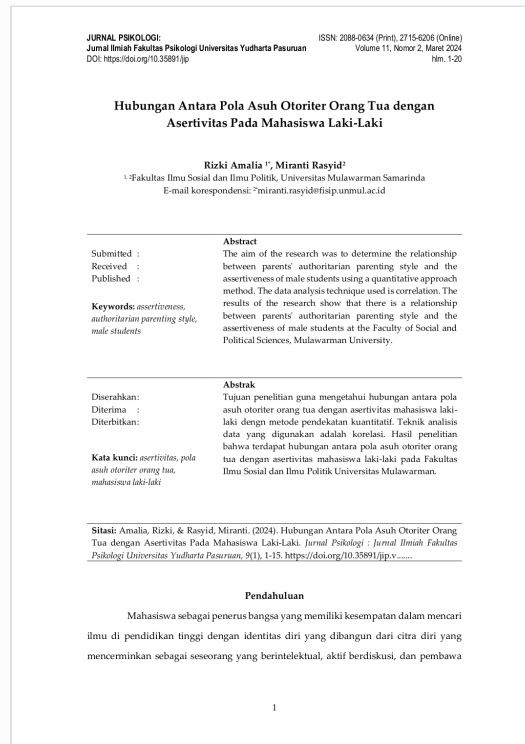 JURNAL PSIKOLOGI:
Jurnal Ilmiah Fakultas Psikologi Universitas Yudharta Pasuruan
DOI: https://doi.org/10.35891/jip
ISSN: 2088-0634 (Print), 2715-6206 (Online)
Volume 11, Nomor 2, Maret 2024
hlm. 1-20
Hubungan Antara Pola Asuh Otoriter Orang Tua dengan
Asertivitas Pada Mahasiswa Laki-Laki
Rizki Amalia 1*, Miranti Rasyid2
1, 2Fakultas Ilmu Sosial dan Ilmu Politik, Universitas Mulawarman Samarinda
E-mail korespondensi: 2*miranti.rasyid@fisip.unmul.ac.id
Submitted :
Received :
Published :
Keywords: assertiveness,
authoritarian parenting style,
male students
Abstract
The aim of the research was to determine the relationship
between parents' authoritarian parenting style and the
assertiveness of male students using a quantitative approach
method. The data analysis technique used is correlation. The
results of the research show that there is a relationship
between parents' authoritarian parenting style and the
assertiveness of male students at the Faculty of Social and
Political Sciences, Mulawarman University.
Diserahkan:
Diterima :
Diterbitkan:
Kata kunci: asertivitas, pola
asuh otoriter orang tua,
mahasiswa laki-laki
Abstrak
Tujuan penelitian guna mengetahui hubungan antara pola
asuh otoriter orang tua dengan asertivitas mahasiswa laki-
laki dengn metode pendekatan kuantitatif. Teknik analisis
data yang digunakan adalah korelasi. Hasil penelitian
bahwa terdapat hubungan antara pola asuh otoriter orang
tua dengan asertivitas mahasiswa laki-laki pada Fakultas
Ilmu Sosial dan Ilmu Politik Universitas Mulawarman.
Sitasi: Amalia, Rizki, & Rasyid, Miranti. (2024). Hubungan Antara Pola Asuh Otoriter Orang
Tua dengan Asertivitas Pada Mahasiswa Laki-Laki. Jurnal Psikologi : Jurnal Ilmiah Fakultas
Psikologi Universitas Yudharta Pasuruan, 9(1), 1-15. https://doi.org/10.35891/jip.v.......
Pendahuluan
Mahasiswa sebagai penerus bangsa yang memiliki kesempatan dalam mencari
ilmu di pendidikan tinggi dengan identitas diri yang dibangun dari citra diri yang
mencerminkan sebagai seseorang yang berintelektual, aktif berdiskusi, dan pembawa
1